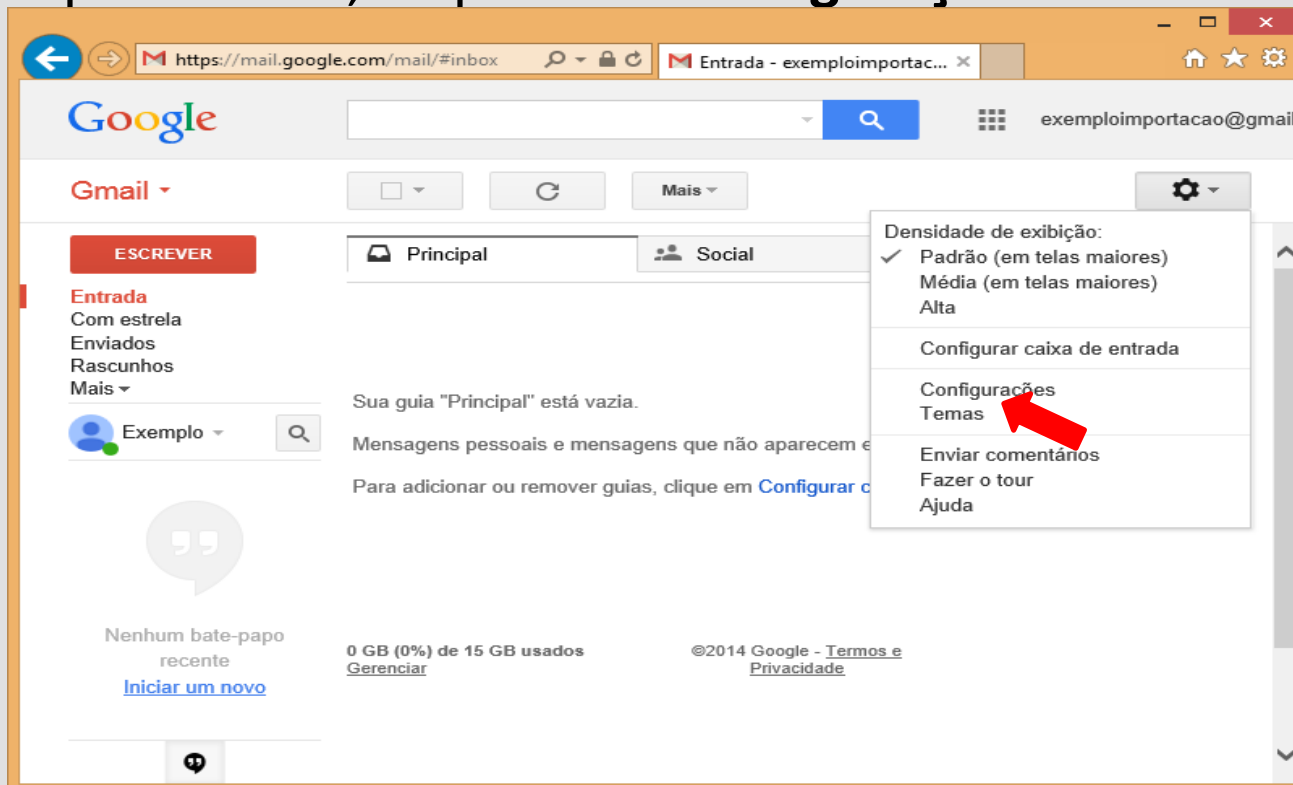 https://mail.google.com/mail/#inbox
Entrada - exemploimportac...
Google
exemploimportacao@gmail
Gmail
Mais
ESCREVER
Principal
Social
Entrada
Com estrela
Enviados
Rascunhos
Mais
Exemplo
Densidade de exibição:
Padrão (em telas maiores)
Média (em telas maiores)
Alta
Configurar caixa de entrada
Configurações
Temas
Enviar comentários
Fazer o tour
Ajuda
Sua guia "Principal" está vazia.
Mensagens pessoais e mensagens que não aparecem e
Para adicionar ou remover guias, clique em Configurar c
Nenhum bate-papo
recente
Iniciar um novo
0 GB (0%) de 15 GB usados
Gerenciar
©2014 Google - Termos e
Privacidade